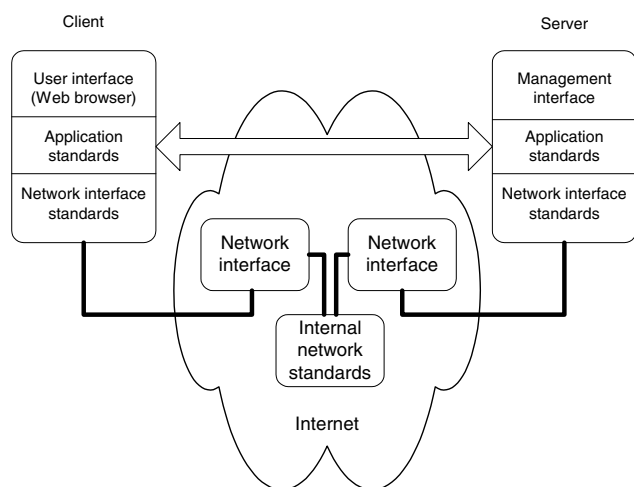 Client
Server
User interface
(Web browser)
Application
standards
Network interface
standards
Management
interface
Application
standards
Network interface
standards
Network
interface
Network
interface
Internal
network
standards
Internet